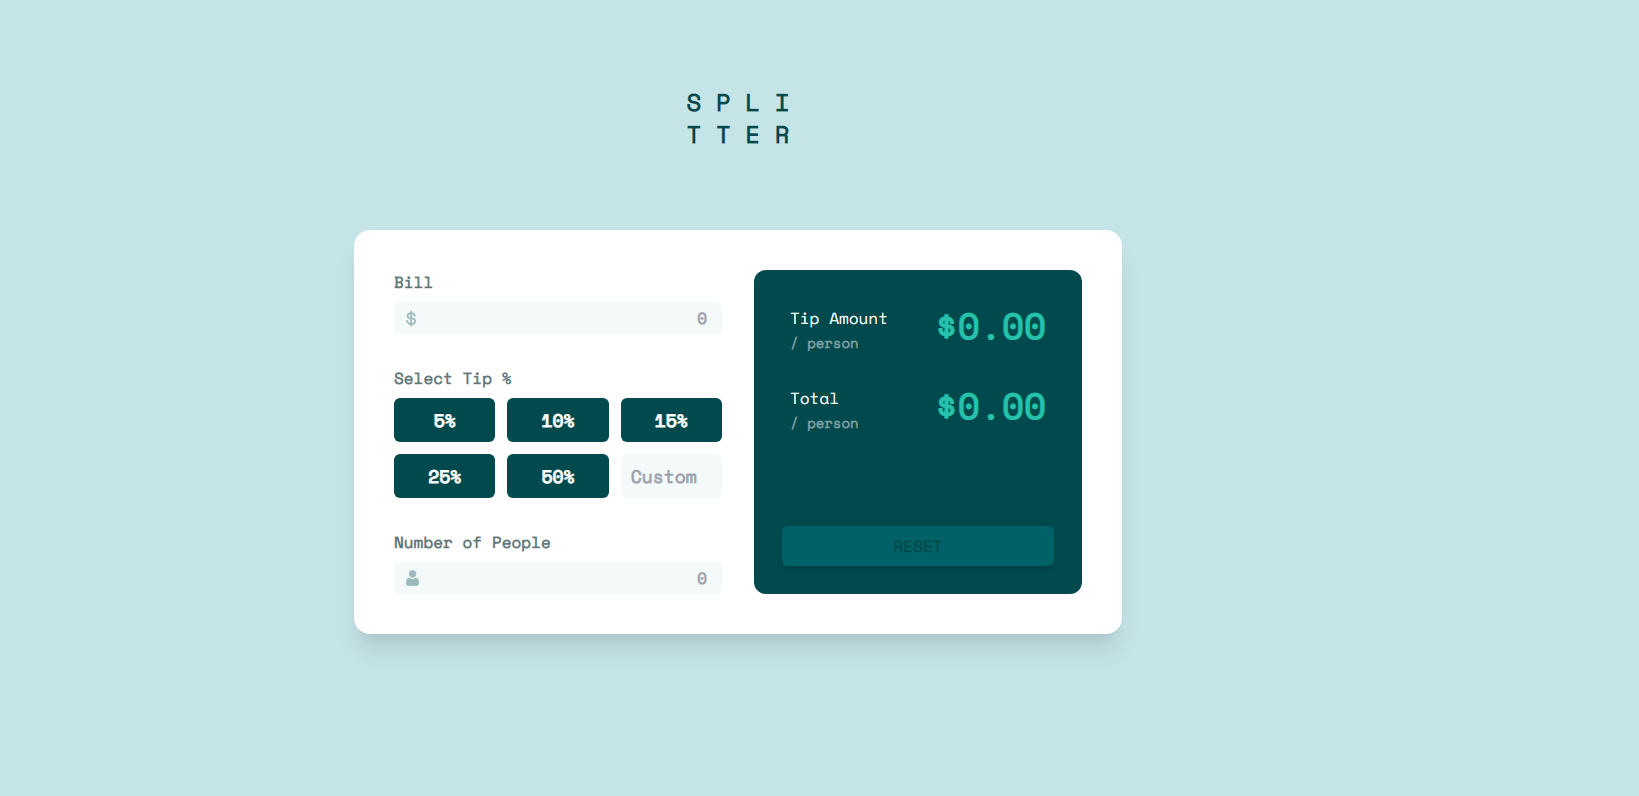 S P L I
T T E R
Bill
$ 0
Select Tip %
5% 10% 15%
25% 50% Custom
Number of People
0
Tip Amount $0.00
/ person
Total $0.00
/ person
RESET